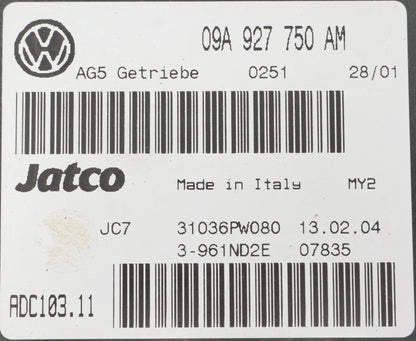 09A 927 750 AM
AG5 Getriebe 0251 28/01
Jatco Made in Italy MY2
JC7 31036PW080 13.02.04
3-961ND2E 07835
ADC103.11